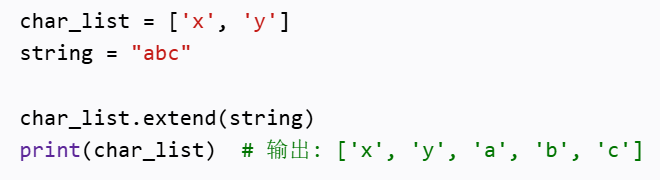 char_list = ['x', 'y']
string = "abc"
char_list.extend(string)
print(char_list)  # 输出: ['x', 'y', 'a', 'b', 'c']